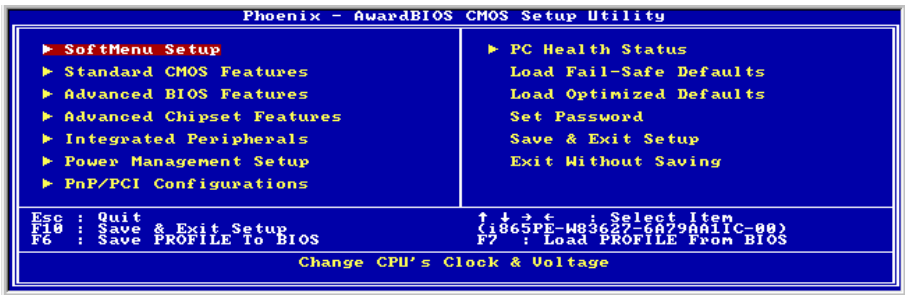 Phoenix - AwardBIOS CMOS Setup Utility
► SoftMenu Setup
► Standard CMOS Features
► Advanced BIOS Features
► Advanced Chipset Features
► Integrated Peripherals
► Power Management Setup
► PnP/PCI Configurations
► PC Health Status
Load Fail-Safe Defaults
Load Optimized Defaults
Set Password
Save & Exit Setup
Exit Without Saving
Esc : Quit
F10 : Save & Exit Setup
F6 : Save PROFILE To BIOS
↑ ↓ → ← : Select Item
(i865PE-W83627-6A79AA1IC-00)
F7 : Load PROFILE From BIOS
Change CPU's Clock & Voltage